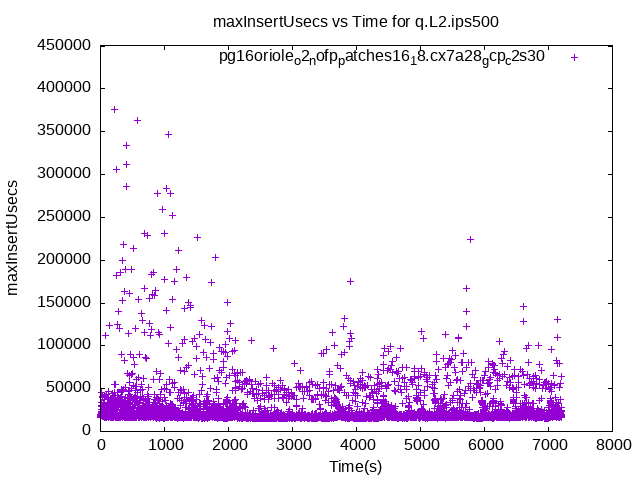 maxInsertUsecs vs Time for q.L2.ips500
450000
pg16oriole_o2_nofp_patches16_18.cx7a28_gcp_c2s30
400000
350000
300000
250000
maxInsertUsecs
200000
150000
100000
50000
0
0 1000 2000 3000 4000 5000 6000 7000 8000
Time(s)